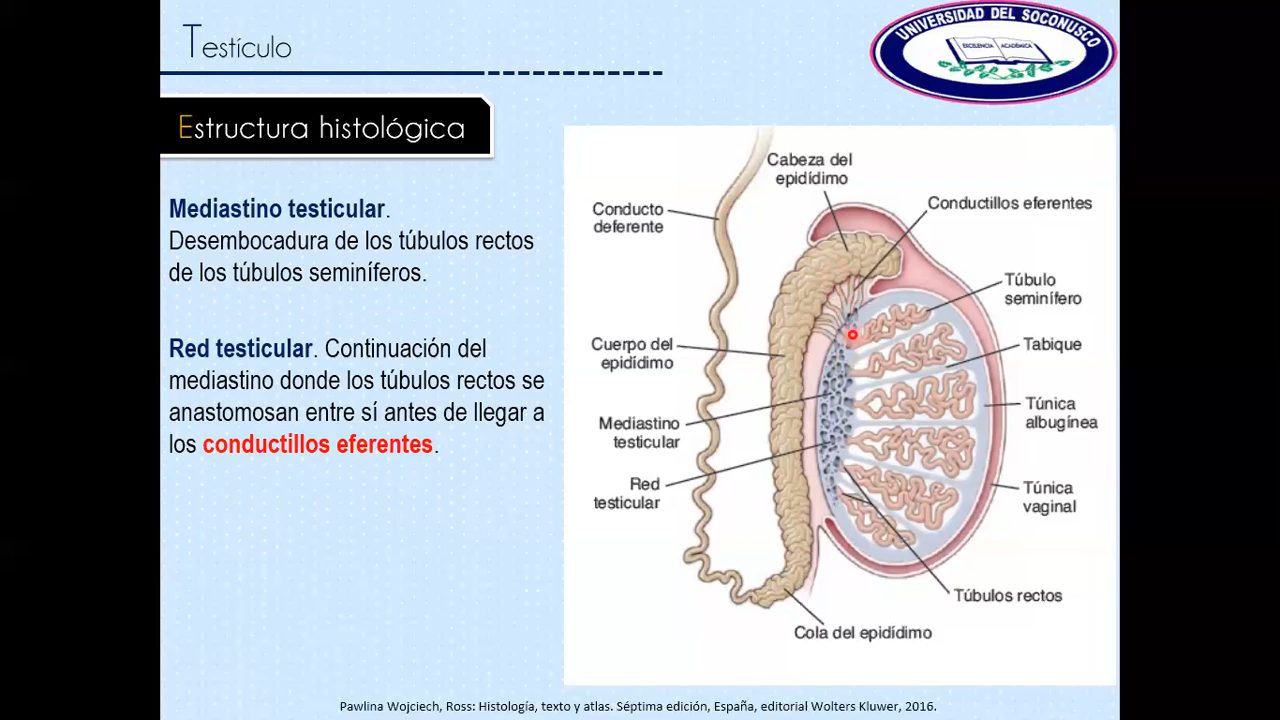 Testículo
UNIVERSIDAD DEL SOCONUSCO
EXCELENCIA ACADÉMICA
Estructura histológica
Mediastino testicular.
Desembocadura de los túbulos rectos
de los túbulos seminíferos.
Red testicular. Continuación del
mediastino donde los túbulos rectos se
anastomosan entre sí antes de llegar a
los conductillos eferentes.
Cabeza del
epidídimo
Conducto
deferente
Conductillos eferentes
Túbulo
seminífero
Cuerpo del
epidídimo
Tabique
Mediastino
testicular
Túnica
albugínea
Red
testicular
Túnica
vaginal
Túbulos rectos
Cola del epidídimo
Pawlina Wojciech, Ross: Histología, texto y atlas. Séptima edición, España, editorial Wolters Kluwer, 2016.